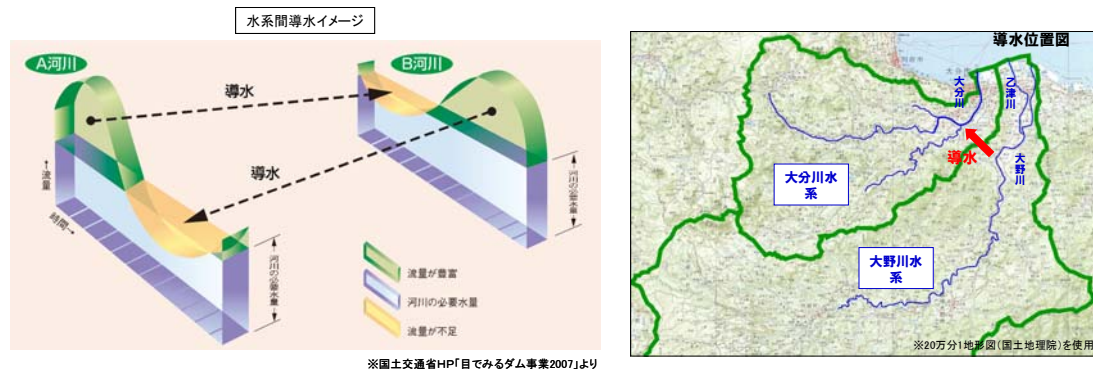 水系間導水イメージ
A河川
B河川
導水
導水
←流量
時間→
河川の必要水量
河川の必要水量
流量が豊富
河川の必要水量
流量が不足
※国土交通省HP「目でみるダム事業2007」より
導水位置図
大分川
乙津川
大野川
導水
大分川水
系
大野川水
系
※20万分1地形図(国土地理院)を使用